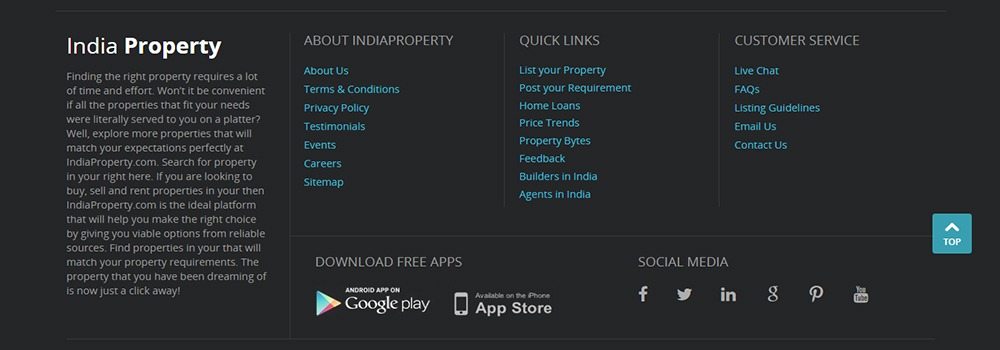 India Property
Finding the right property requires a lot
of time and effort. Won't it be convenient
if all the properties that fit your needs
were literally served to you on a platter?
Well, explore more properties that will
match your expectations perfectly at
IndiaProperty.com. Search for property
in your right here. If you are looking to
buy, sell and rent properties in your then
IndiaProperty.com is the ideal platform
that will help you make the right choice
by giving you viable options from reliable
sources. Find properties in your that will
match your property requirements. The
property that you have been dreaming of
is now just a click away!
ABOUT INDIAPROPERTY
About Us
Terms & Conditions
Privacy Policy
Testimonials
Events
Careers
Sitemap
QUICK LINKS
List your Property
Post your Requirement
Home Loans
Price Trends
Property Bytes
Feedback
Builders in India
Agents in India
CUSTOMER SERVICE
Live Chat
FAQs
Listing Guidelines
Email Us
Contact Us
TOP
DOWNLOAD FREE APPS
ANDROID APP ON
Google play
Available on the iPhone
App Store
SOCIAL MEDIA
f
in
g
You
Tube